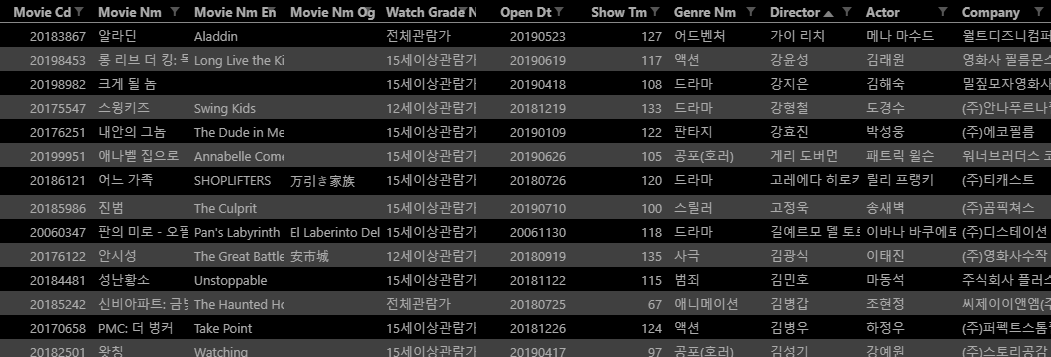 Movie Cd Movie Nm Movie Nm En Movie Nm Og Watch Grade N Open Dt Show Tm Genre Nm Director Actor Company
20183867 알라딘 Aladdin 전체관람가 20190523 127 어드벤처 가이 리치 메나 마수드 월트디즈니컴퍼
20198453 롱 리브 더 킹: Long Live the Ki 15세이상관람가 20190619 117 액션 강윤성 김래원 영화사 필름몬스
20198982 크게 될 놈 15세이상관람가 20190418 108 드라마 강지은 김해숙 밀짚모자영화사
20175547 스윙키즈 Swing Kids 12세이상관람가 20181219 133 드라마 강형철 도경수 (주)안나푸르나
20176251 내안의 그놈 The Dude in Me 15세이상관람가 20190109 122 판타지 강효진 박성웅 (주)에코필름
20199951 애나벨 집으로 Annabelle Come 15세이상관람가 20190626 105 공포(호러) 게리 도버먼 패트릭 윌슨 워너브러더스 코
20186121 어느 가족 SHOPLIFTERS 万引き家族 15세이상관람가 20180726 120 드라마 고레에다 히로카 릴리 프랭키 (주)티캐스트
20185986 진범 The Culprit 15세이상관람가 20190710 100 스릴러 고정욱 송새벽 (주)곰픽쳐스
20060347 판의 미로 - 오필 Pan's Labyrinth El Laberinto Del 15세이상관람가 20061130 118 드라마 길예르모 델 토로 이바나 바쿠에로 (주)디스테이션
20176122 안시성 The Great Battle 安市城 12세이상관람가 20180919 135 사극 김광식 이태진 (주)영화사수작
20184481 성난황소 Unstoppable 15세이상관람가 20181122 115 범죄 김민호 마동석 주식회사 플러스
20185242 신비아파트: 금빛 The Haunted Ho 전체관람가 20180725 67 애니메이션 김병갑 조현정 씨제이이앤엠(주
20170658 PMC: 더 벙커 Take Point 15세이상관람가 20181226 124 액션 김병우 하정우 (주)퍼펙트스톰
20182501 왓칭 Watching 15세이상관람가 20190417 97 공포(호러) 김성기 강예원 (주)스토리공감